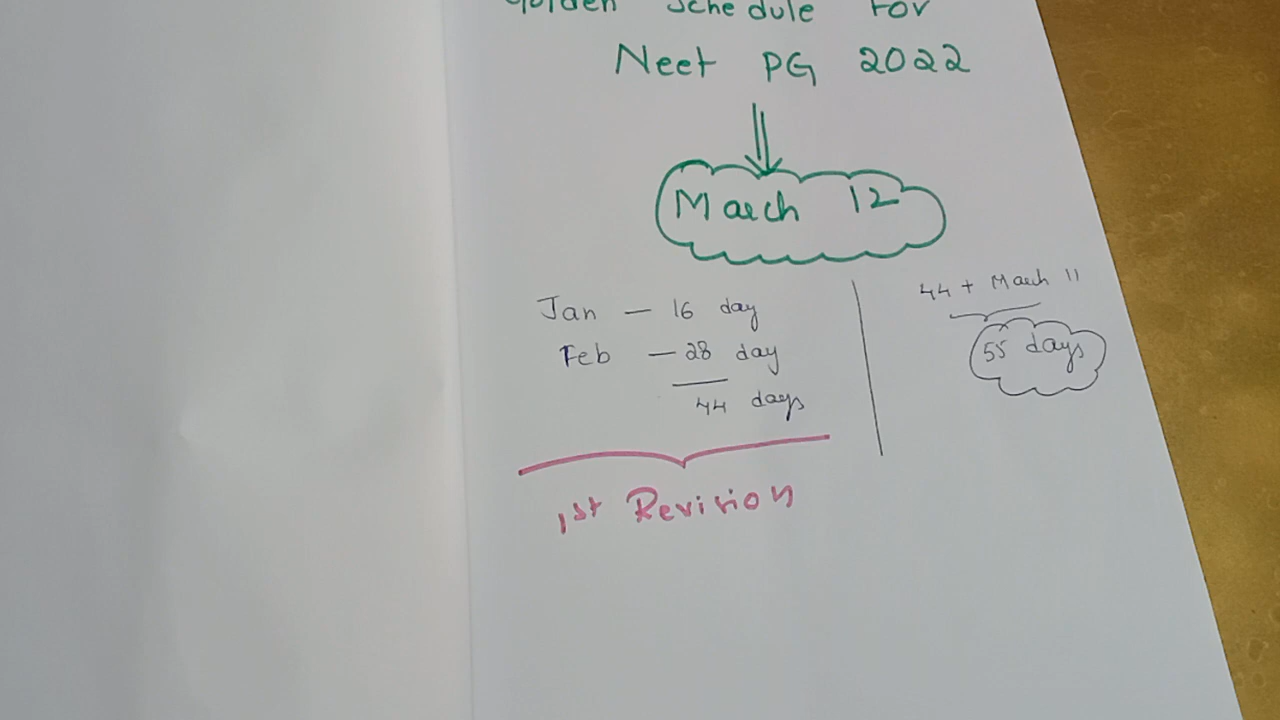 Golden Schedule for
Neet PG 2022
March 12
Jan — 16 day
Feb — 28 day
44 days
1st Revision
44 + March 11
55 days